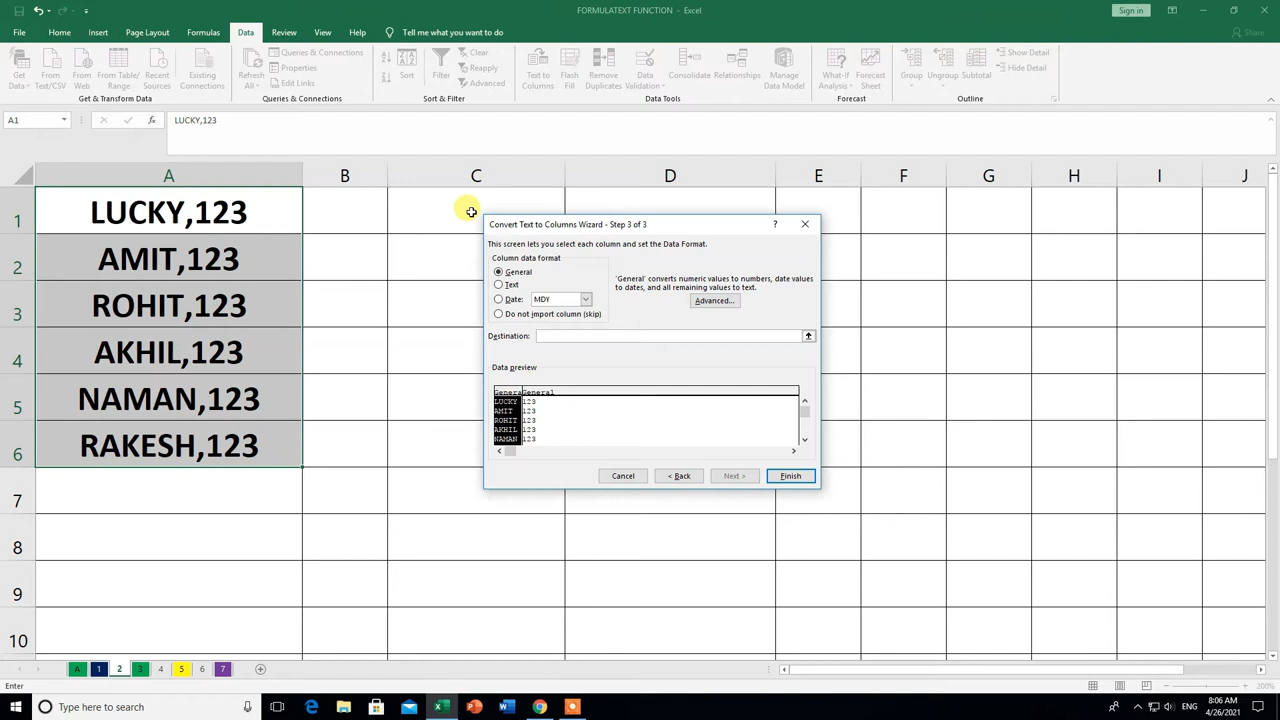 FORMULATEXT FUNCTION - Excel
Sign in
File Home Insert Page Layout Formulas Data Review View Help Tell me what you want to do Share
Get Data From Text/CSV From Web From Table/Range Recent Sources Existing Connections
Get & Transform Data
Refresh All Queries & Connections Properties Edit Links
Queries & Connections
Sort Filter Clear Reapply Advanced
Sort & Filter
Text to Columns Flash Fill Remove Duplicates Data Validation Consolidate Relationships Manage Data Model
Data Tools
What-If Analysis Forecast Sheet
Forecast
Group Ungroup Subtotal Show Detail Hide Detail
Outline
A1 fx LUCKY,123
A B C D E F G H I J
1 LUCKY,123
2 AMIT,123
3 ROHIT,123
4 AKHIL,123
5 NAMAN,123
6 RAKESH,123
7
8
9
10
Convert Text to Columns Wizard - Step 3 of 3 ?
This screen lets you select each column and set the Data Format.
Column data format
General
Text
Date: MDY
Do not import column (skip)
'General' converts numeric values to numbers, date values
to dates, and all remaining values to text.
Advanced...
Destination:
Data preview
GeneraGeneral
LUCKY 123
AMIT 123
ROHIT 123
AKHIL 123
NAMAN 123
Cancel < Back Next > Finish
A 1 2 3 4 5 6 7
Enter 200%
Type here to search
ENG 8:06 AM
4/26/2021